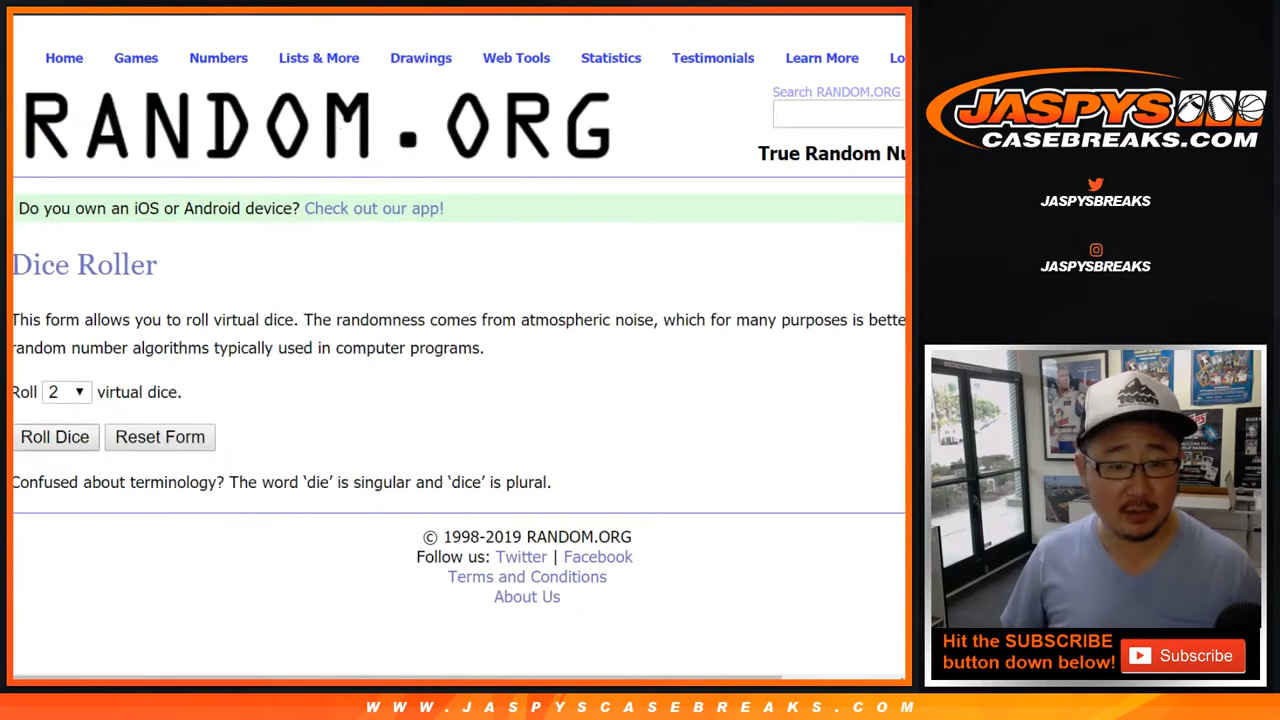 Home Games Numbers Lists & More Drawings Web Tools Statistics Testimonials Learn More Lo
RANDOM.ORG
Search RANDOM.ORG
True Random Nu
Do you own an iOS or Android device? Check out our app!
Dice Roller
This form allows you to roll virtual dice. The randomness comes from atmospheric noise, which for many purposes is bette
random number algorithms typically used in computer programs.
Roll 2 virtual dice.
Roll Dice Reset Form
Confused about terminology? The word ‘die’ is singular and ‘dice’ is plural.
© 1998-2019 RANDOM.ORG
Follow us: Twitter | Facebook
Terms and Conditions
About Us
JASPYS
CASEBREAKS.COM
JASPYSBREAKS
JASPYSBREAKS
Hit the SUBSCRIBE
button down below!
Subscribe
WWW.JASPYSCASEBREAKS.COM